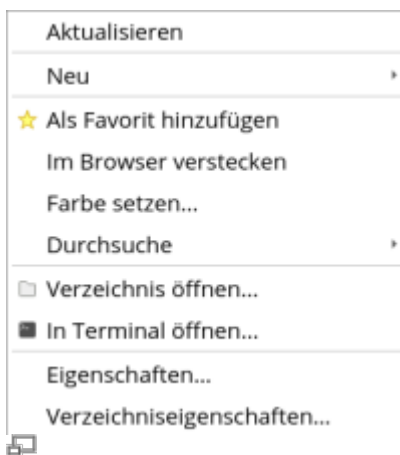 Aktualisieren
Neu
Als Favorit hinzufügen
Im Browser verstecken
Farbe setzen...
Durchsuche
Verzeichnis öffnen...
In Terminal öffnen...
Eigenschaften...
Verzeichniseigenschaften...